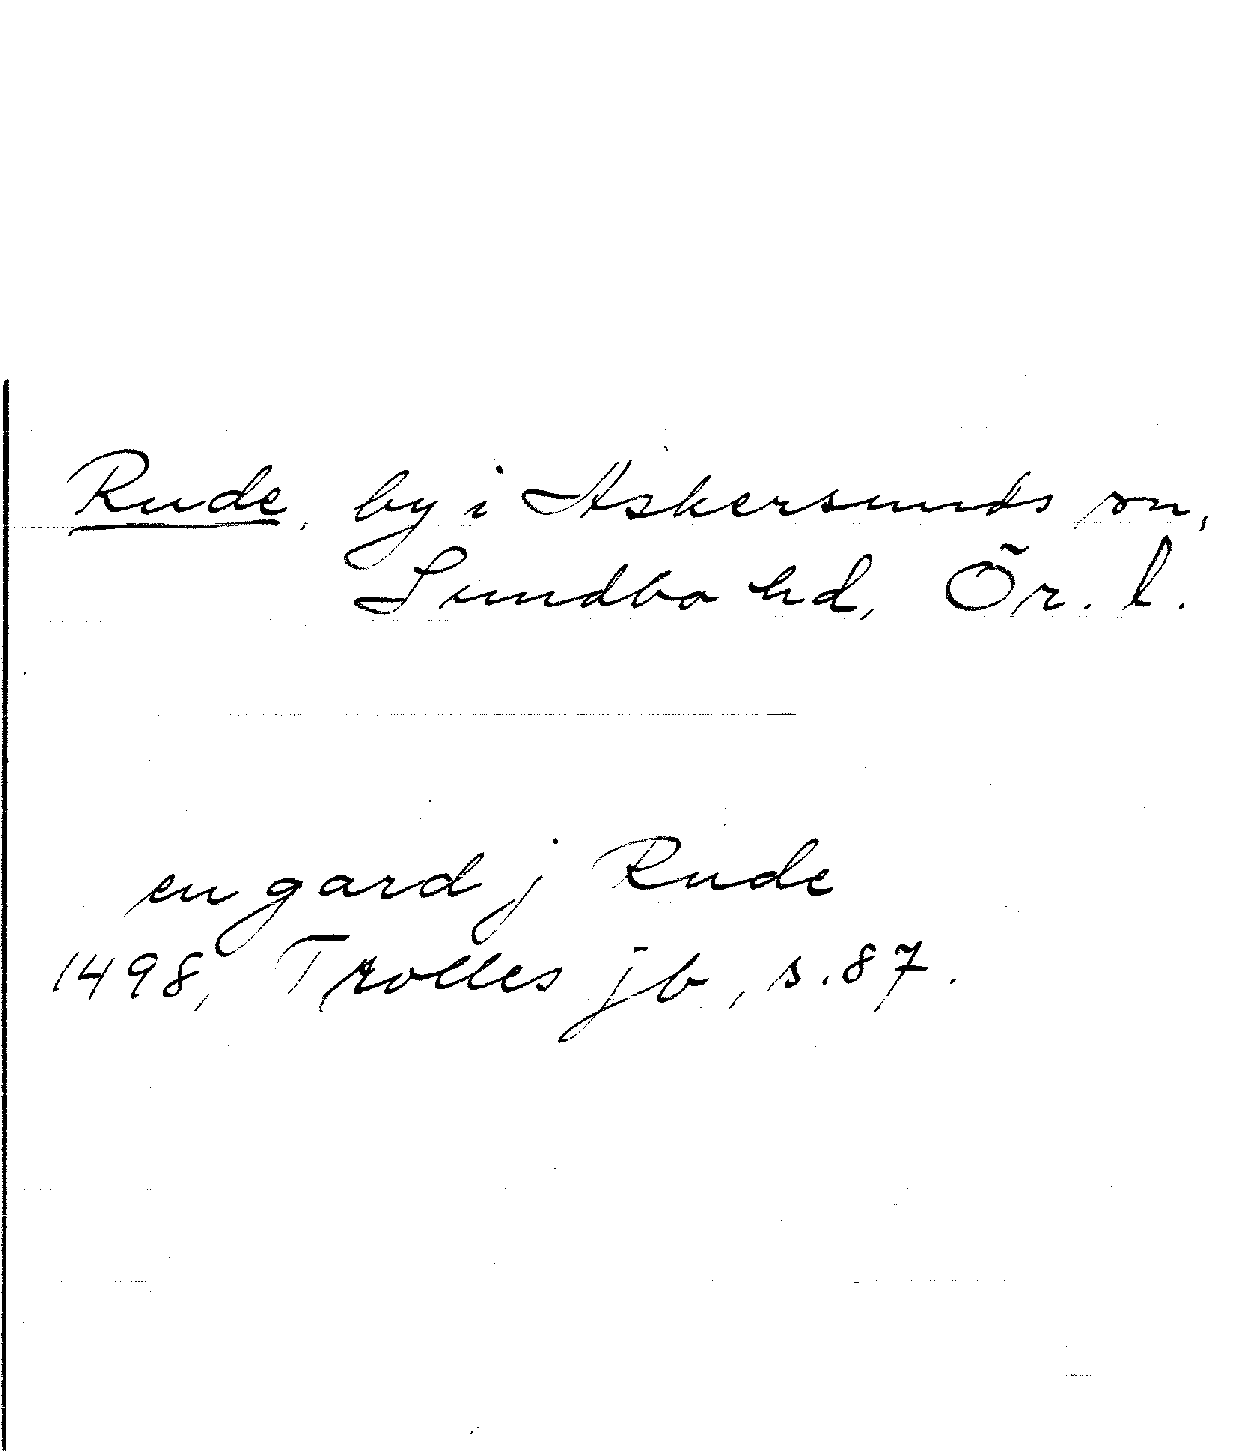 Rude, by i Askersunds sn,
Sundbo hd, Ör. l.
en gard j Rude
1498, Trolles jb, s. 87.